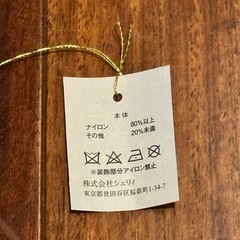 本体
ナイロン 80%以上
その他 20%未満
※装飾部分アイロン禁止
株式会社シェリィ
東京都世田谷区桜新町1-34-7